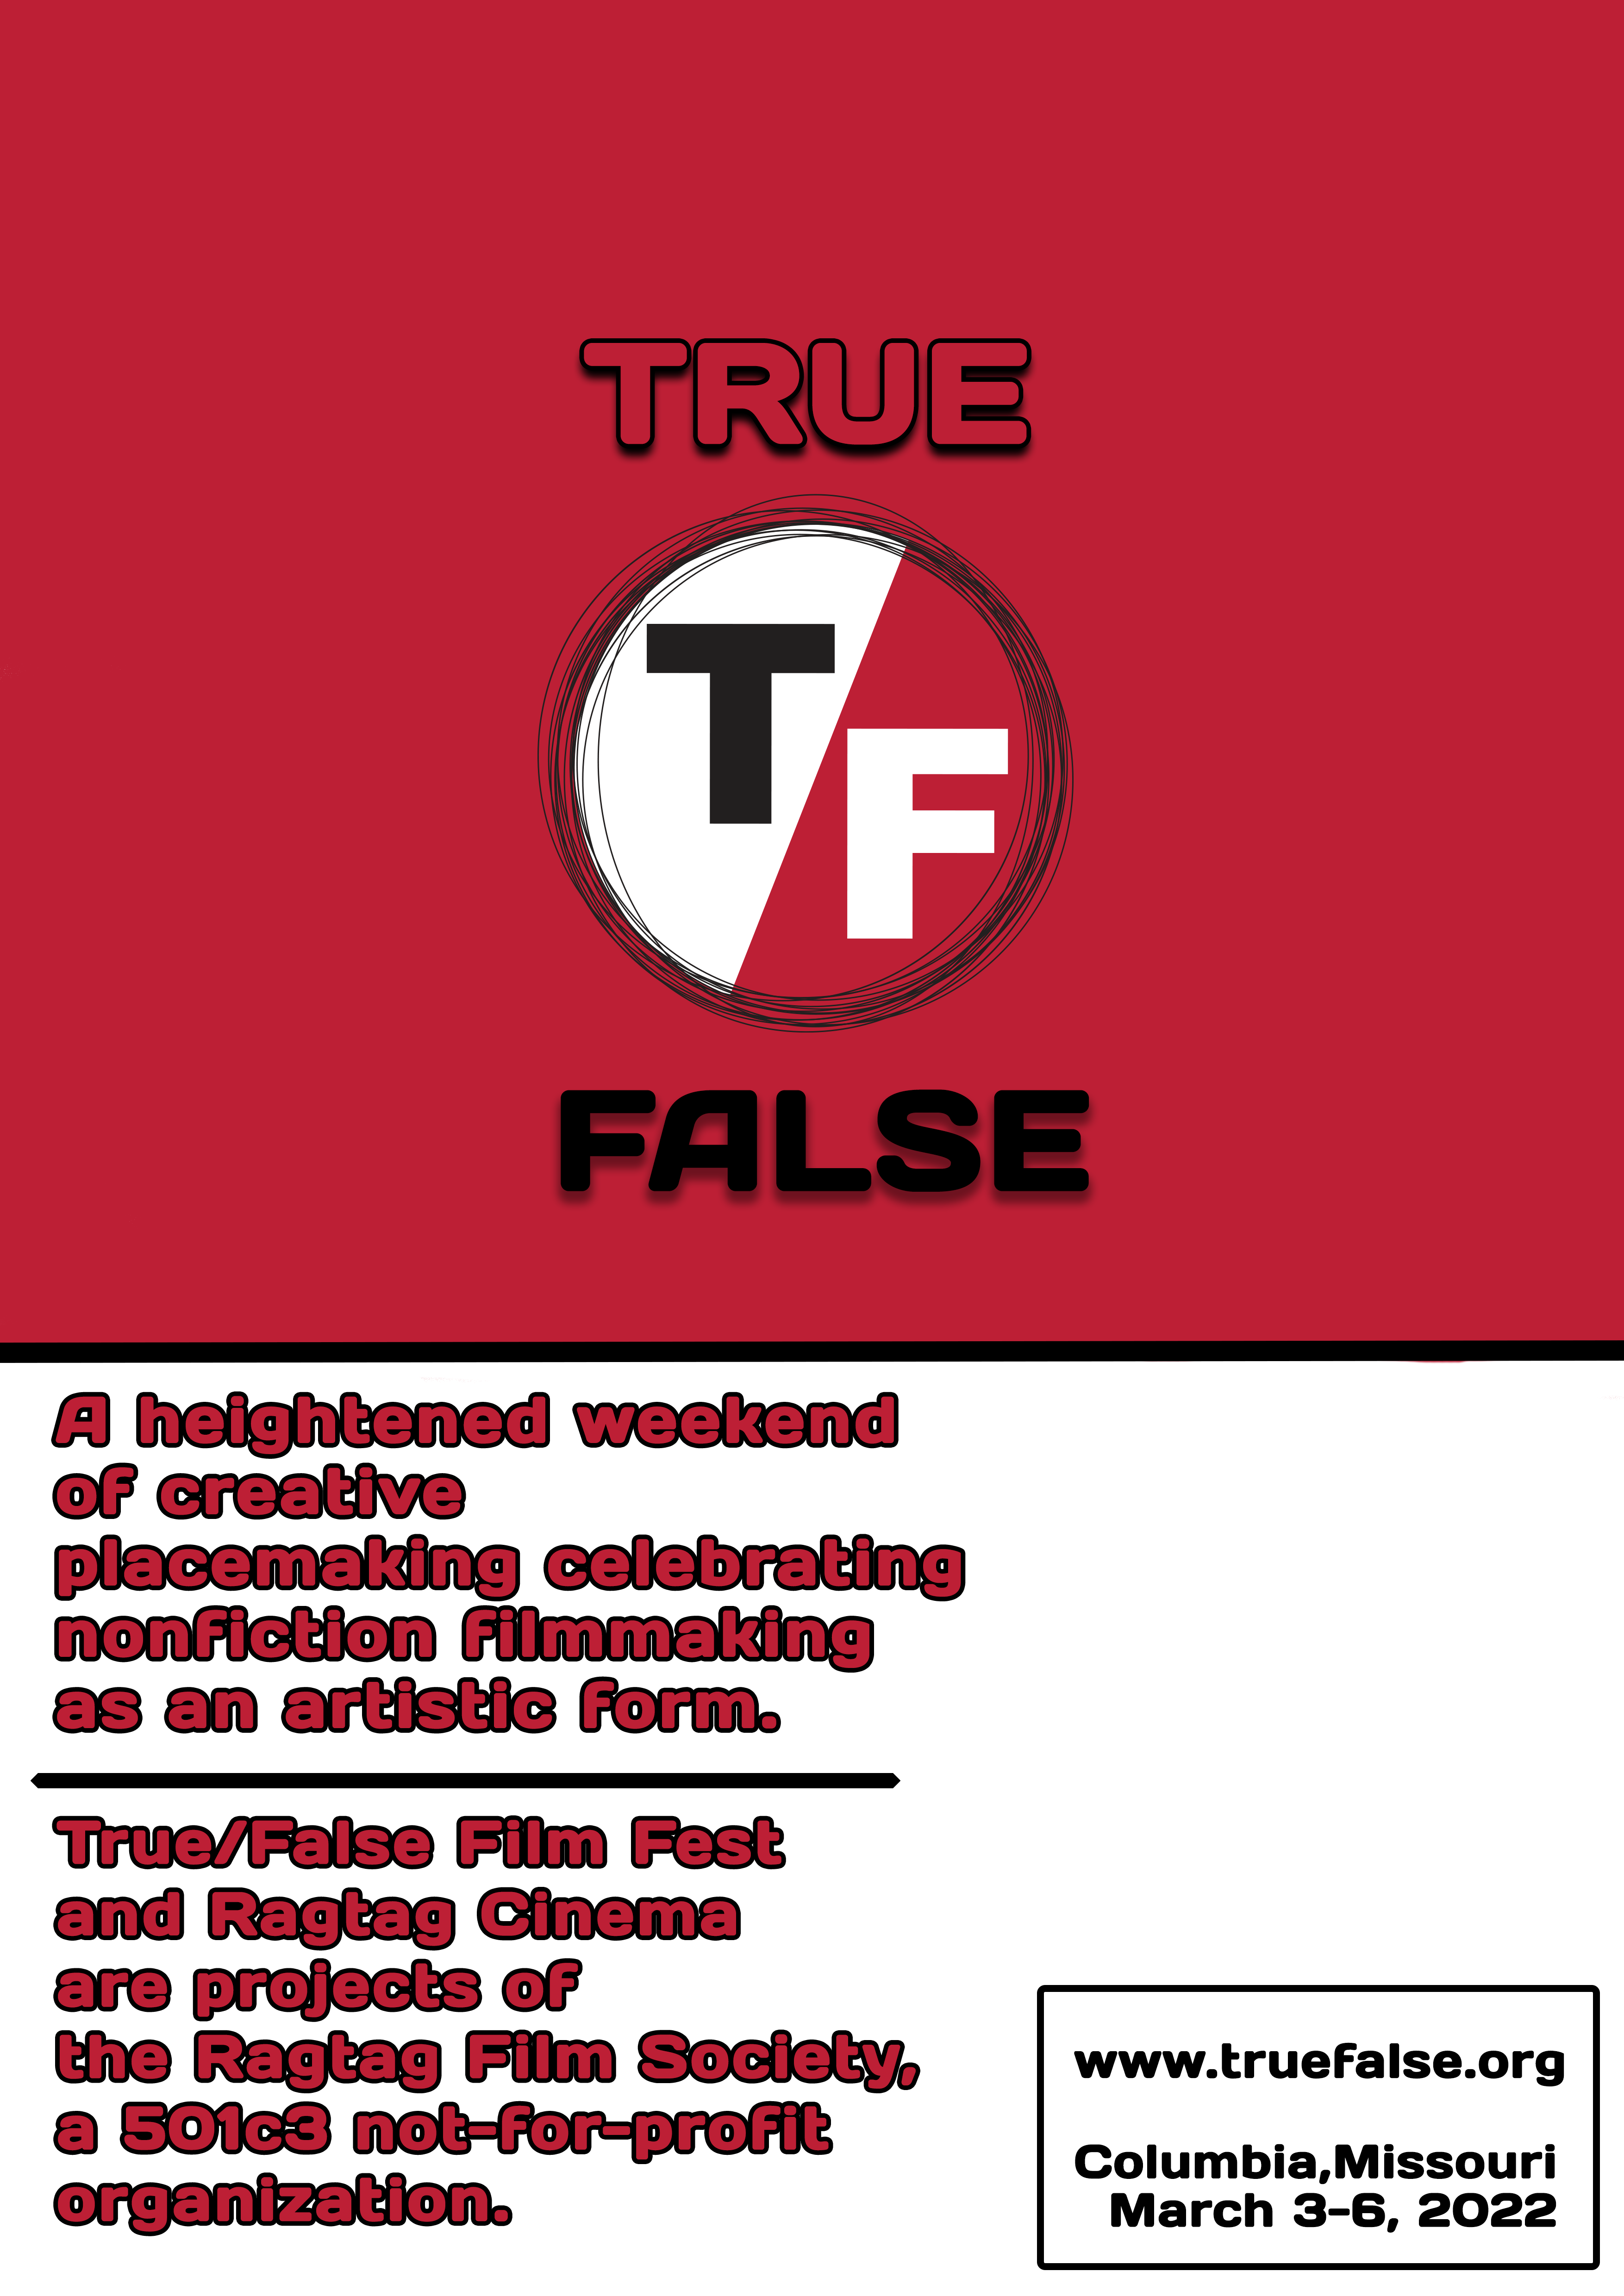 TRUE
T
F
FALSE
A heightened weekend
of creative
placemaking celebrating
nonfiction filmmaking
as an artistic form.
True/False Film Fest
and Ragtag Cinema
are projects of
the Ragtag Film Society,
a 501c3 not-for-profit
organization.
www.truefalse.org
Columbia,Missouri
March 3-6, 2022